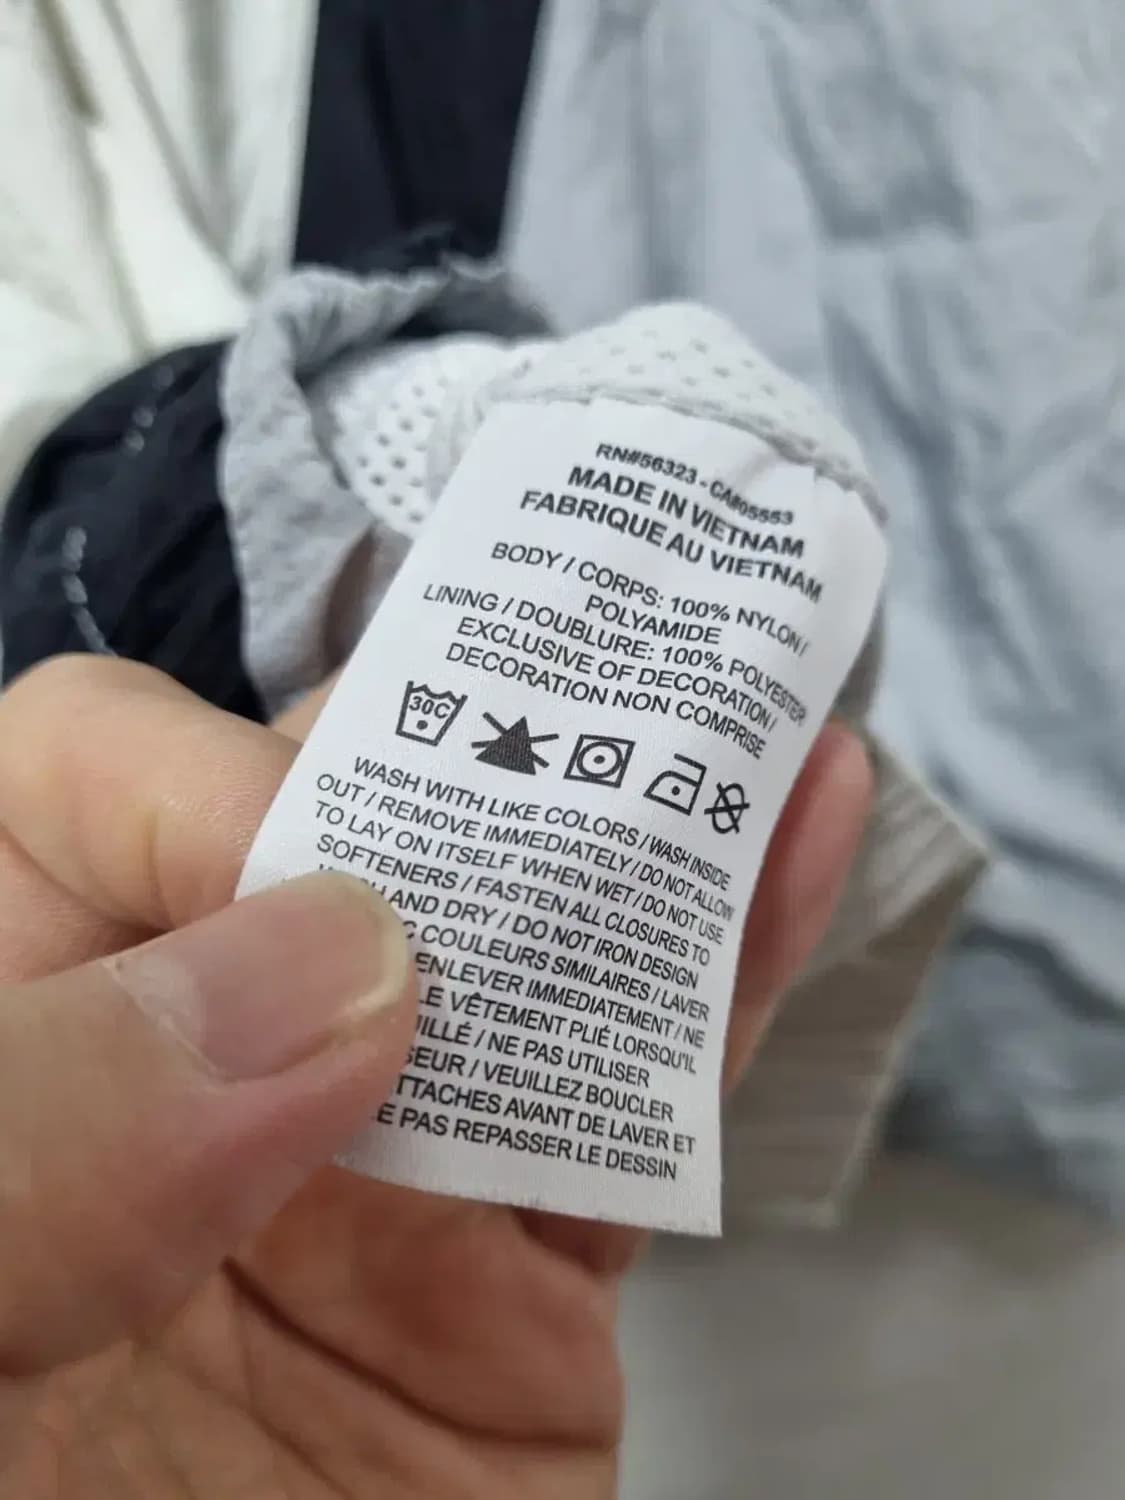 RN#56323 - CA#05553
MADE IN VIETNAM
FABRIQUE AU VIETNAM
BODY / CORPS: 100% NYLON /
POLYAMIDE
LINING / DOUBLURE: 100% POLYESTER
EXCLUSIVE OF DECORATION /
DECORATION NON COMPRISE
30C
WASH WITH LIKE COLORS / WASH INSIDE
OUT / REMOVE IMMEDIATELY / DO NOT ALLOW
TO LAY ON ITSELF WHEN WET / DO NOT USE
SOFTENERS / FASTEN ALL CLOSURES TO
AND DRY / DO NOT IRON DESIGN
COULEURS SIMILAIRES / LAVER
ENLEVER IMMEDIATEMENT / NE
LE VÊTEMENT PLIÉ LORSQU'IL
/ NE PAS UTILISER
/ VEUILLEZ BOUCLER
AVANT DE LAVER ET
PAS REPASSER LE DESSIN